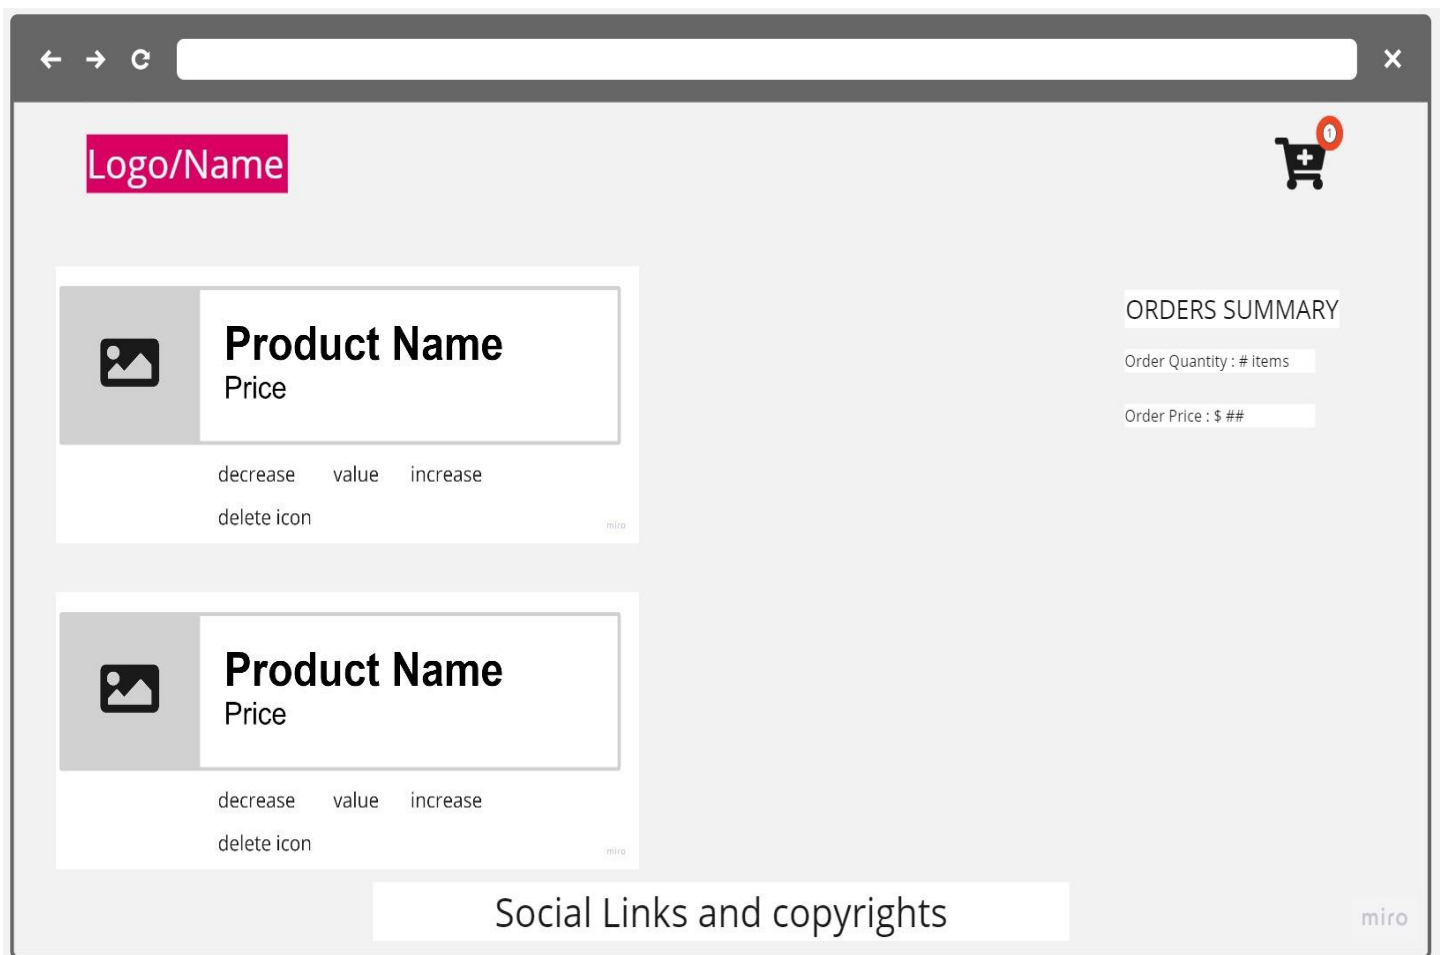 Logo/Name
1
Product Name
Price
decrease value increase
delete icon
miro
ORDERS SUMMARY
Order Quantity : # items
Order Price : $ ##
Product Name
Price
decrease value increase
delete icon
miro
Social Links and copyrights
miro